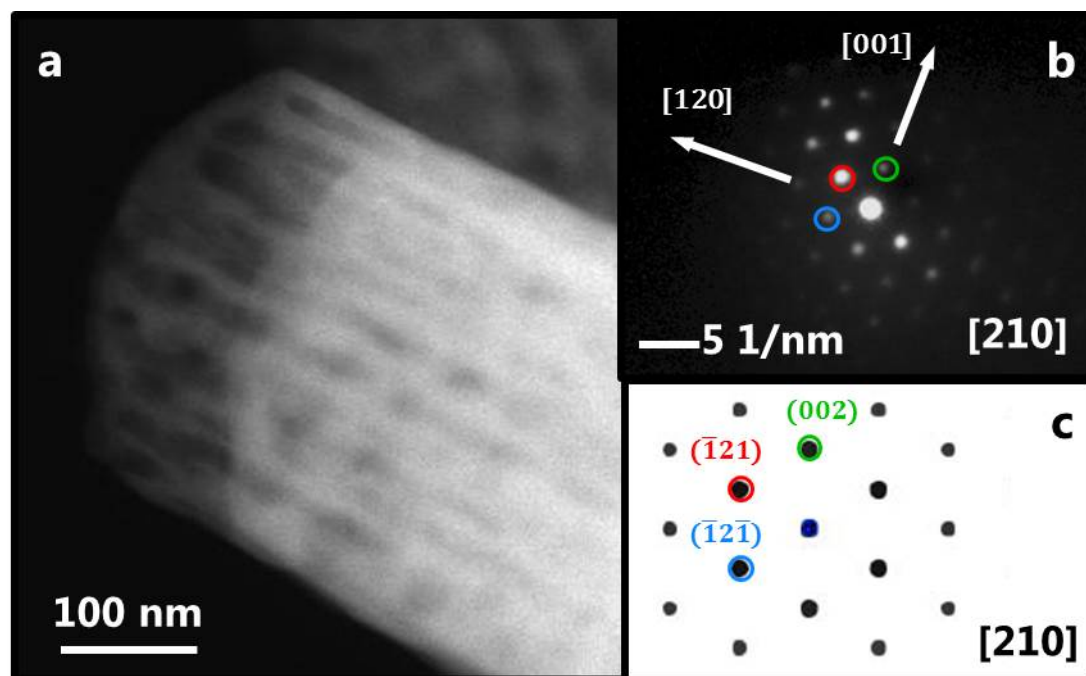 a
100 nm
b
[001]
[120]
5 1/nm
[210]
c
(002)
(1̅21)
(1̅21̅)
[210]